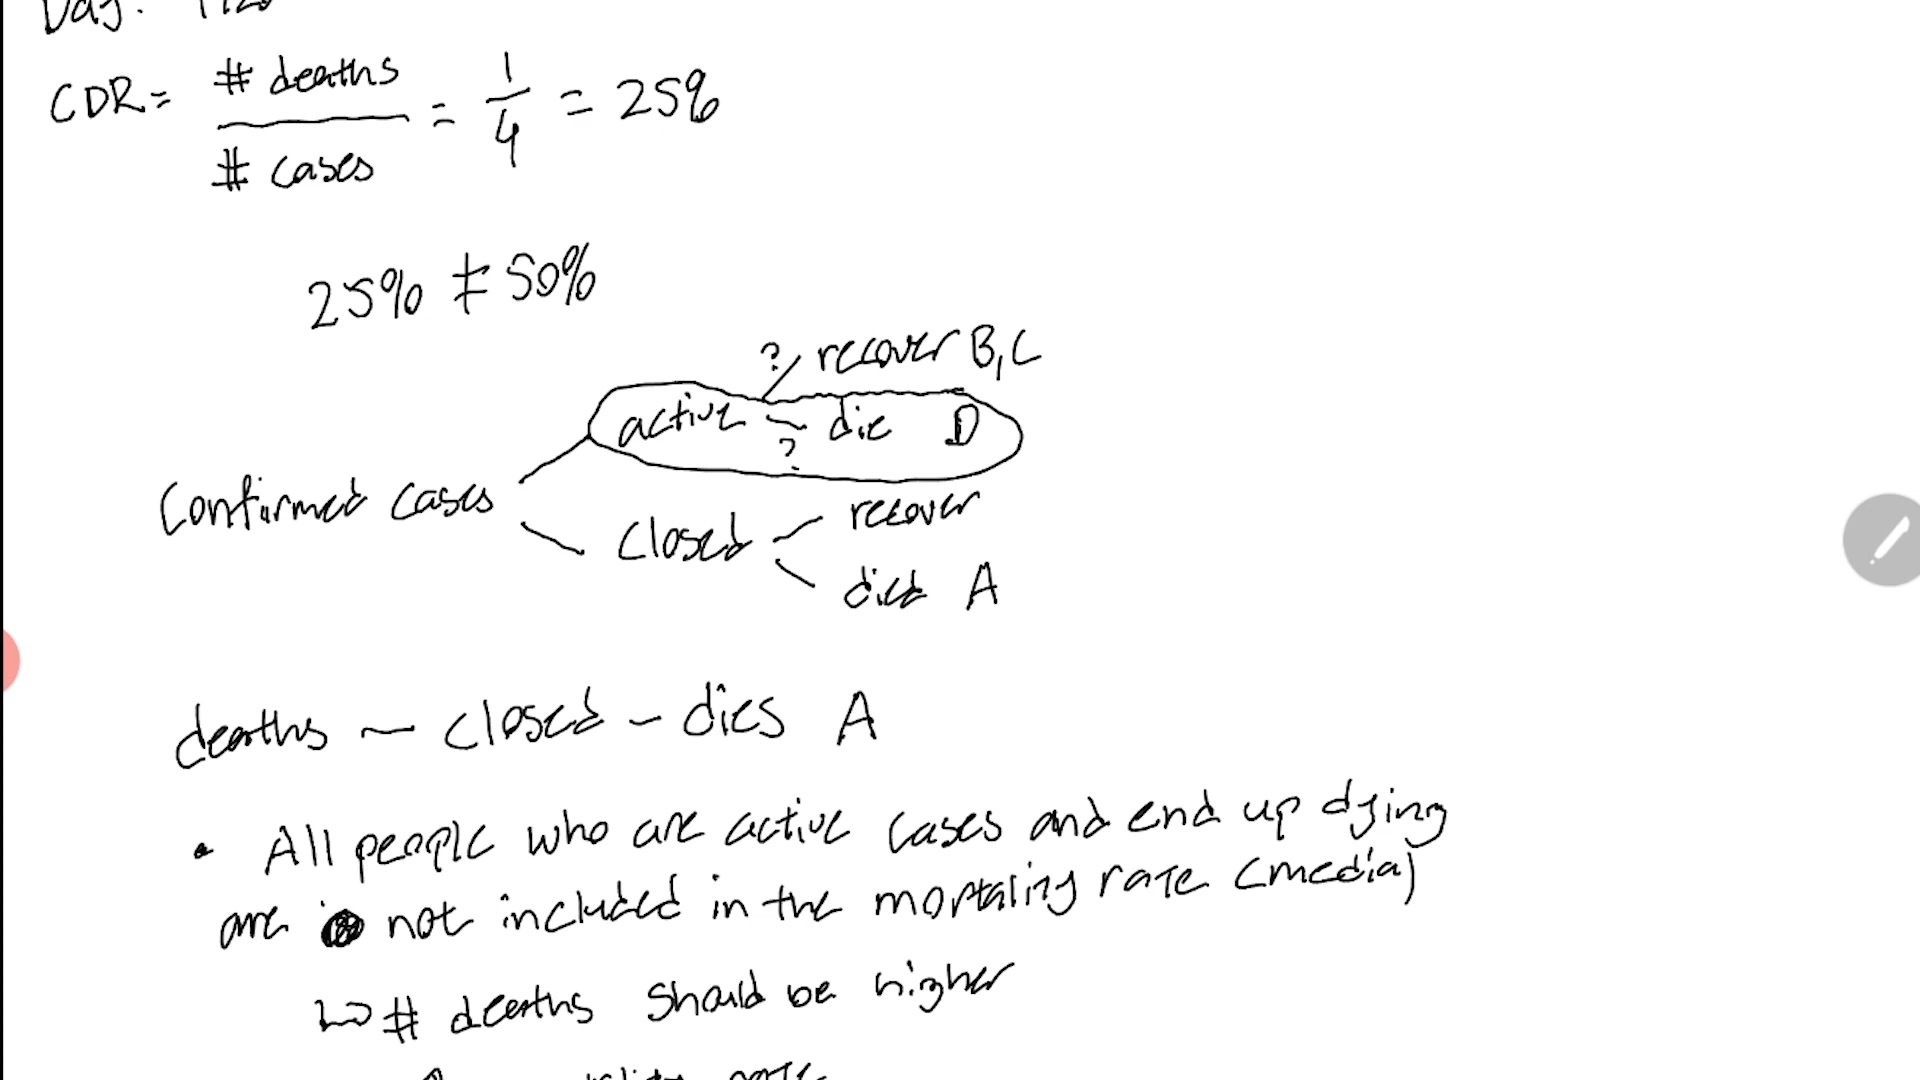 CDR = # deaths / # cases = 1/4 = 25%
25% ≠ 50%
? recover B, C
active die D
?
Confirmed cases
recover
Closed
died A
deaths - closed - dies A
• All people who are active cases and end up dying
are not included in the mortality rate (media)
↳ # deaths should be higher
rate